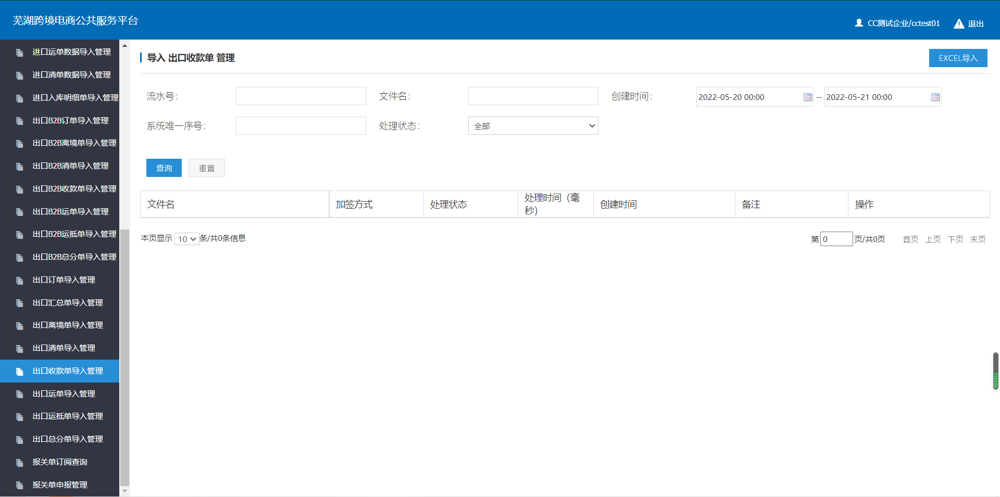 芜湖跨境电商公共服务平台
CC测试企业/cctest01
退出
进口运单数据导入管理
进口清单数据导入管理
进口入库明细单导入管理
出口B2B订单导入管理
出口B2B离境单导入管理
出口B2B清单导入管理
出口B2B收款单导入管理
出口B2B运单导入管理
出口B2B运抵单导入管理
出口B2B总分单导入管理
出口订单导入管理
出口汇总单导入管理
出口离境单导入管理
出口清单导入管理
出口收款单导入管理
出口运单导入管理
出口运抵单导入管理
出口总分单导入管理
报关单订阅查询
报关单申报管理
导入 出口收款单 管理
EXCEL导入
流水号：
文件名：
创建时间：
2022-05-20 00:00 -- 2022-05-21 00:00
系统唯一序号：
处理状态：
全部
查询
重置
文件名
加签方式
处理状态
处理时间（毫
秒）
创建时间
备注
操作
本页显示 10 条/共0条信息
第 0 页/共0页 首页 上页 下页 末页